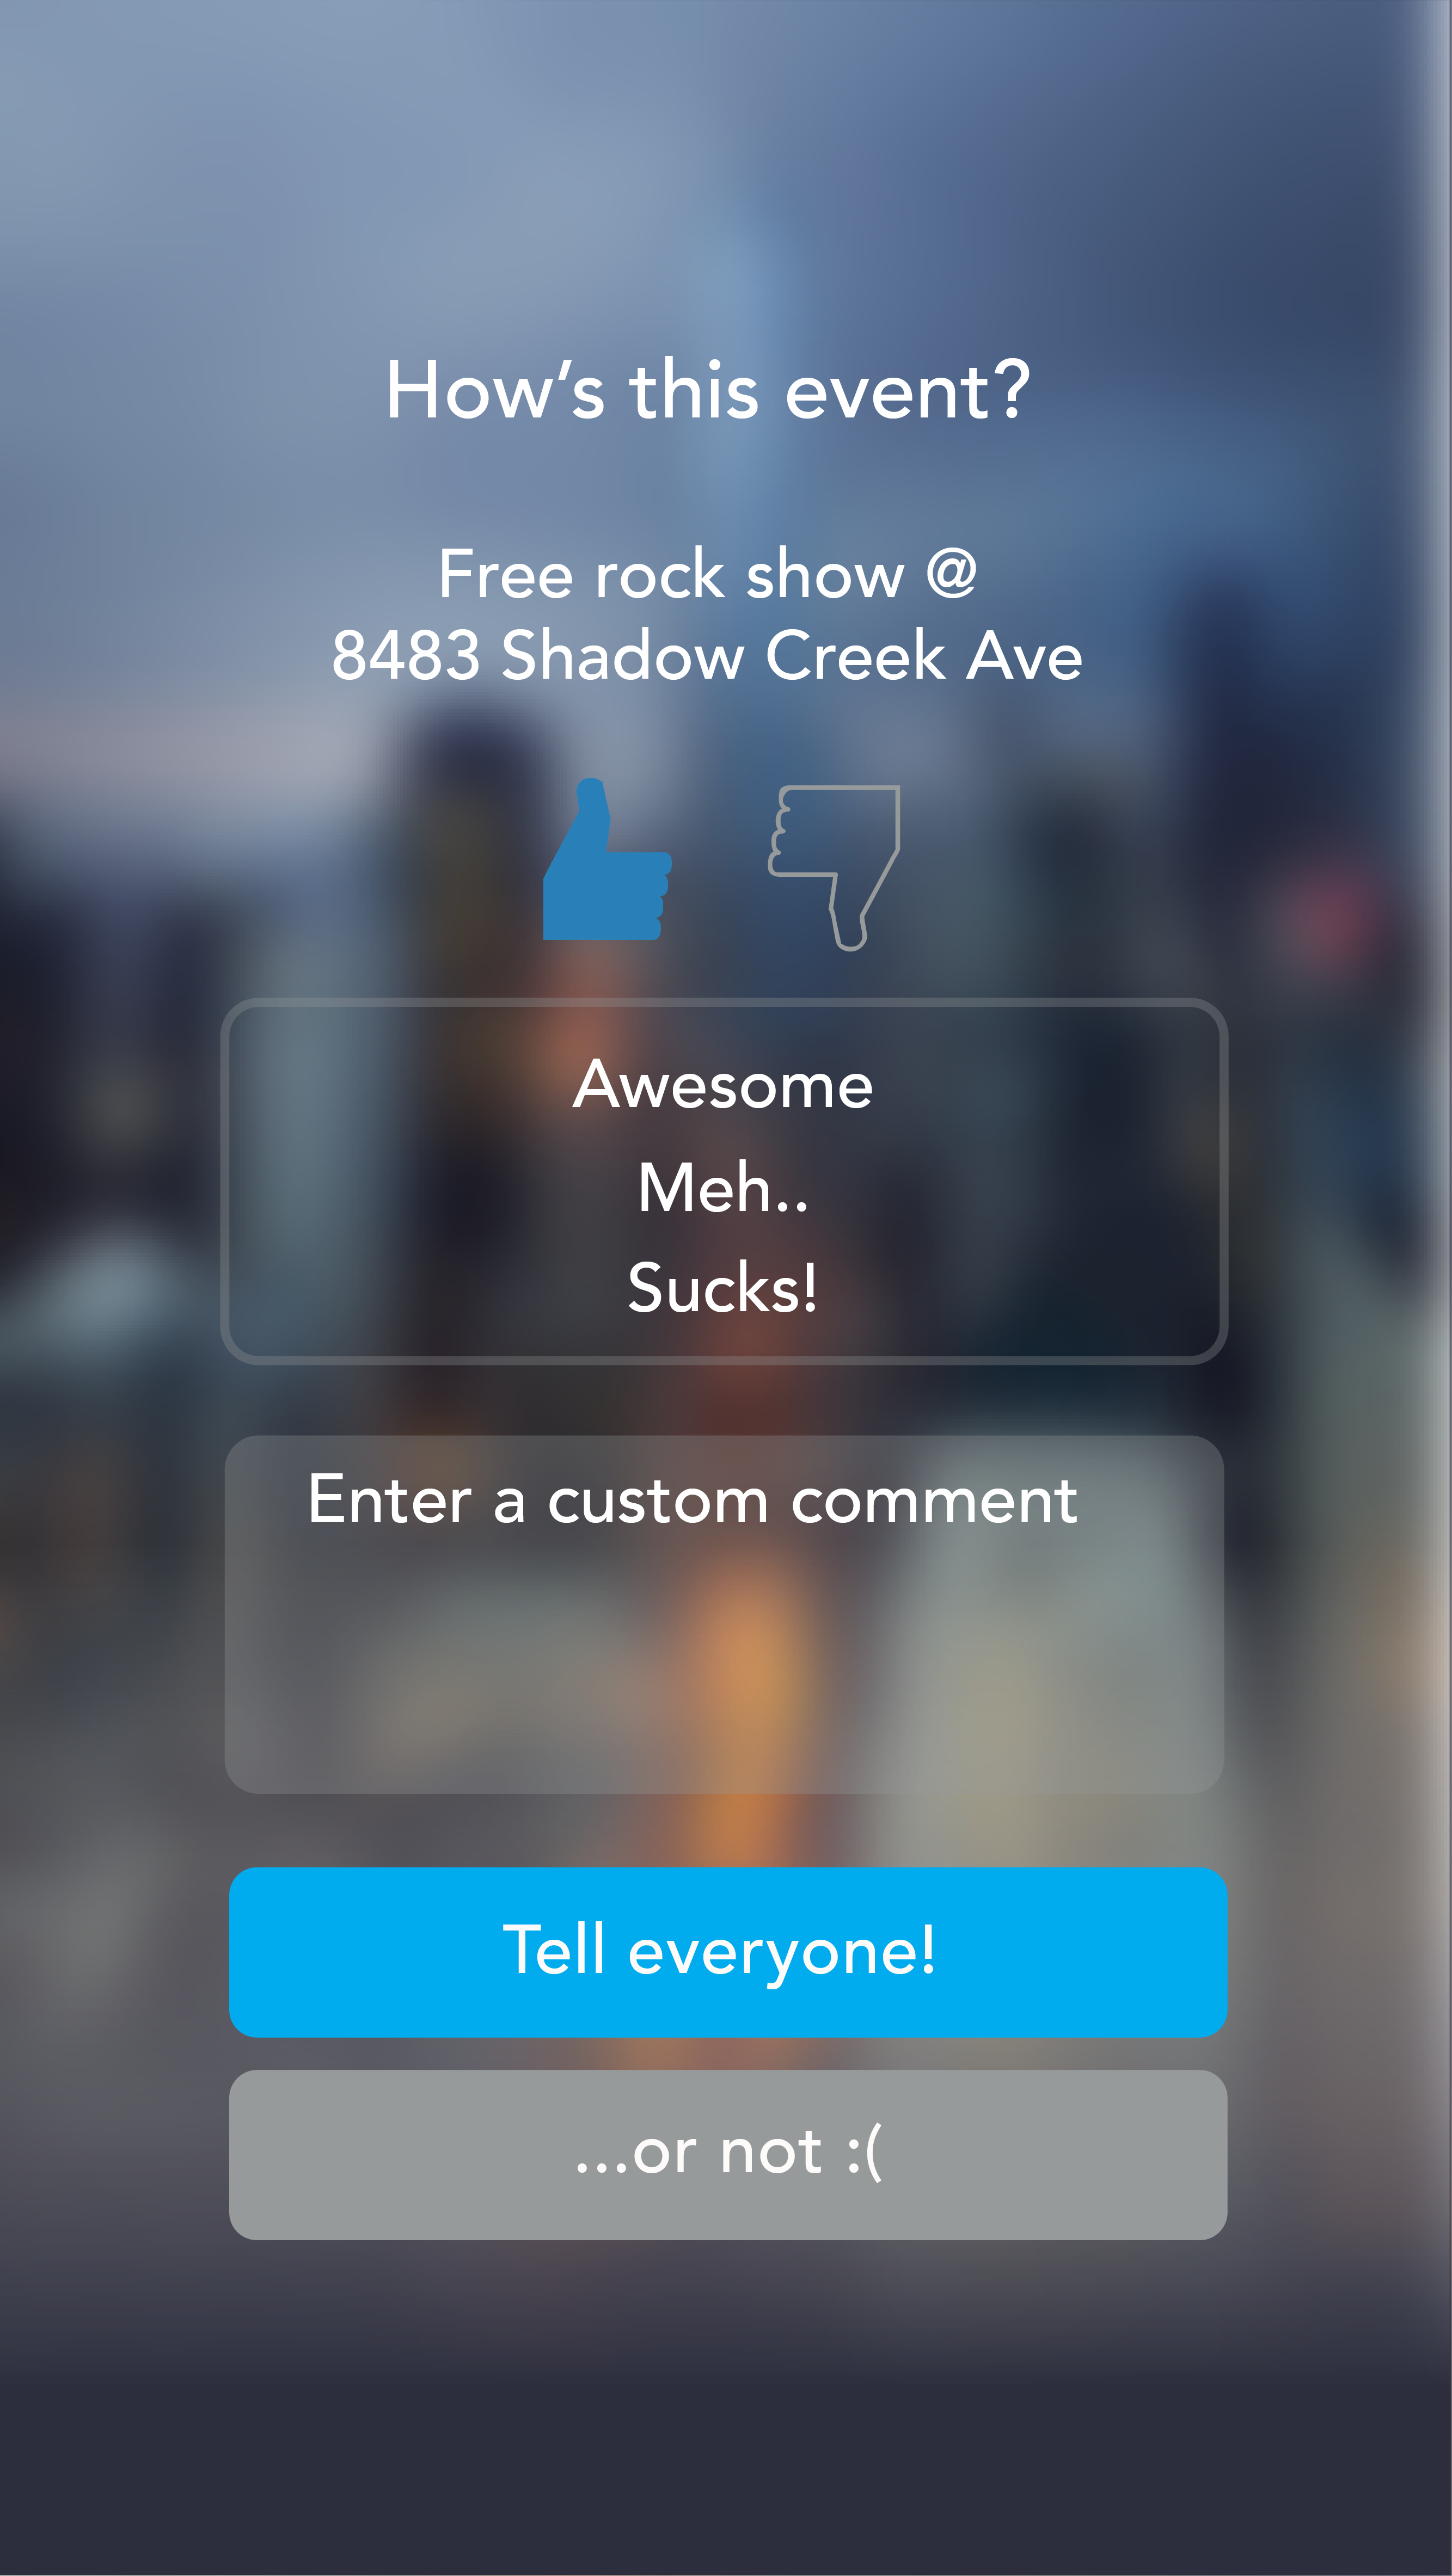 How’s this event?
Free rock show @
8483 Shadow Creek Ave
Awesome
Meh..
Sucks!
Enter a custom comment
Tell everyone!
...or not :(